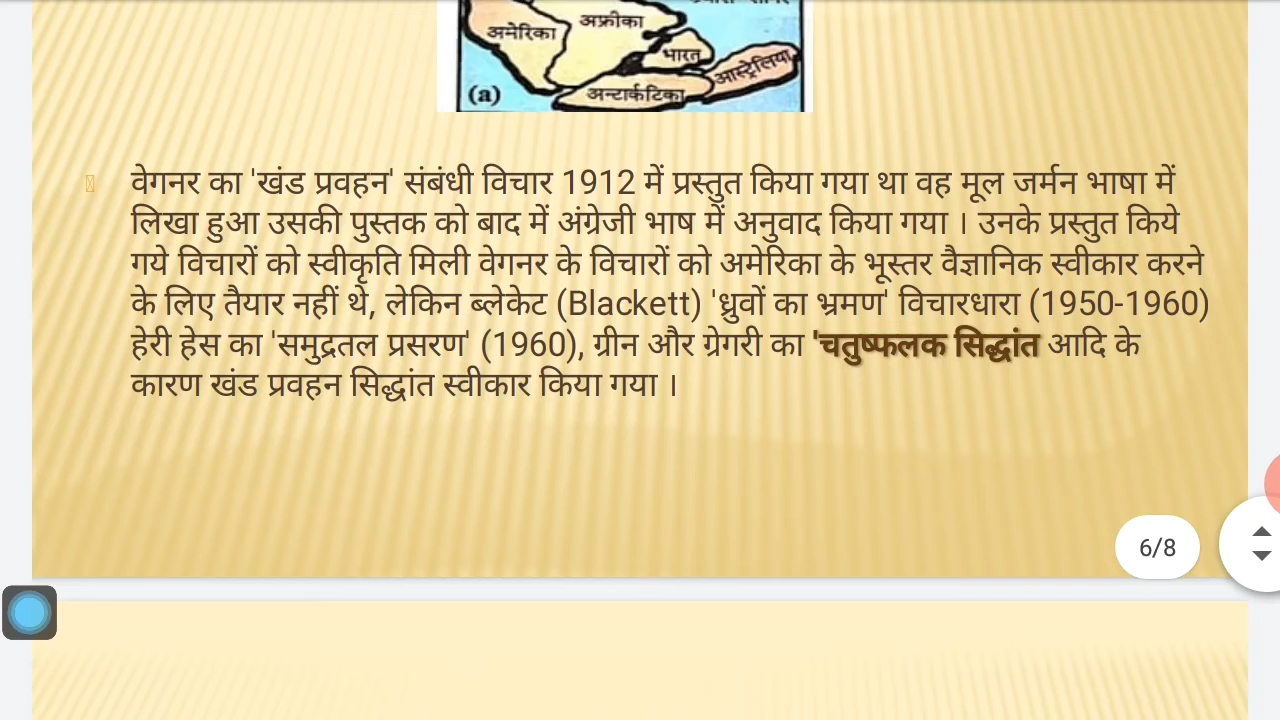 अमेरिका
अफ्रीका
भारत
आस्ट्रेलिया
अन्टार्कटिका
(a)
वेगनर का 'खंड प्रवहन' संबंधी विचार 1912 में प्रस्तुत किया गया था वह मूल जर्मन भाषा में
लिखा हुआ उसकी पुस्तक को बाद में अंग्रेजी भाष में अनुवाद किया गया । उनके प्रस्तुत किये
गये विचारों को स्वीकृति मिली वेगनर के विचारों को अमेरिका के भूस्तर वैज्ञानिक स्वीकार करने
के लिए तैयार नहीं थे, लेकिन ब्लेकेट (Blackett) 'ध्रुवों का भ्रमण' विचारधारा (1950-1960)
हेरी हेस का 'समुद्रतल प्रसरण' (1960), ग्रीन और ग्रेगरी का 'चतुष्फलक सिद्धांत आदि के
कारण खंड प्रवहन सिद्धांत स्वीकार किया गया ।
6/8